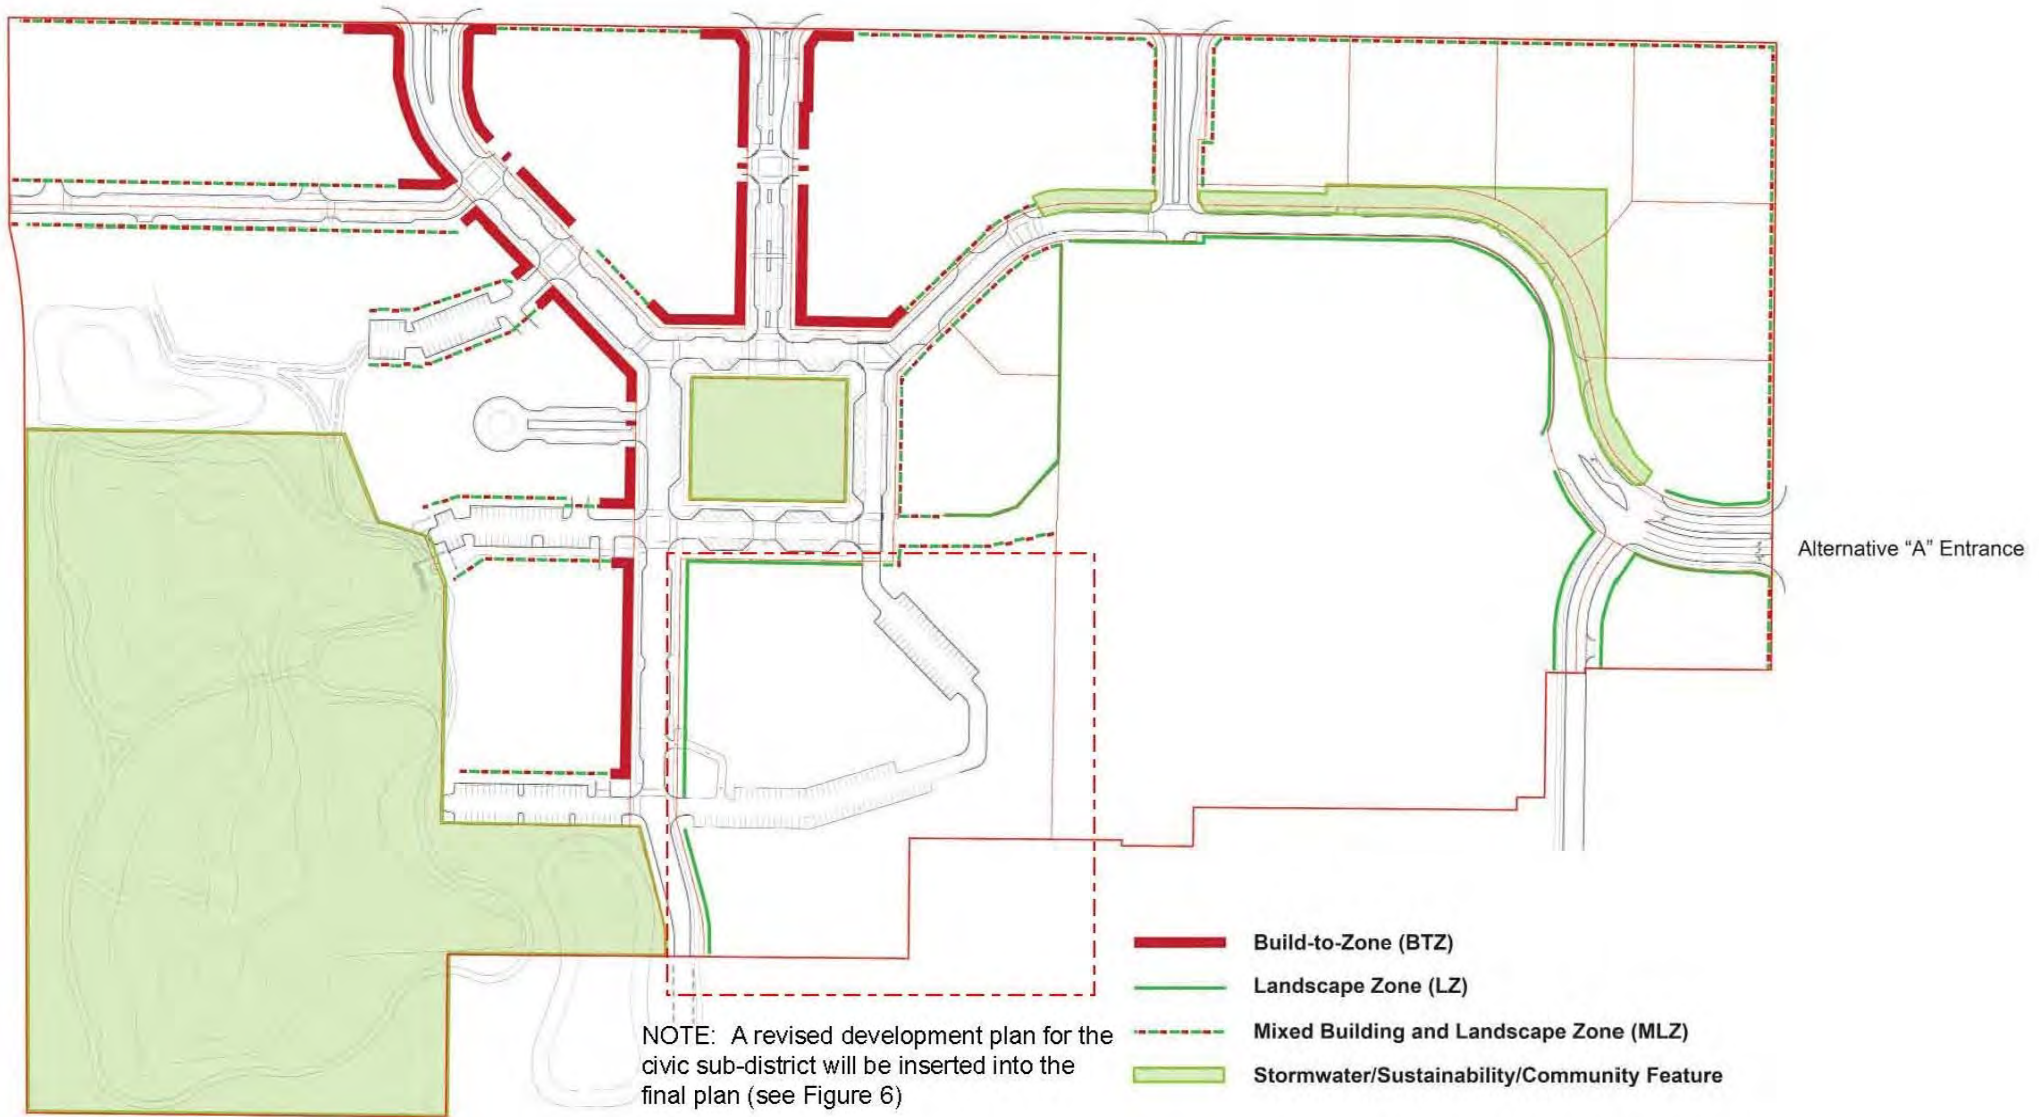 Alternative “A” Entrance
Build-to-Zone (BTZ)
Landscape Zone (LZ)
Mixed Building and Landscape Zone (MLZ)
Stormwater/Sustainability/Community Feature
NOTE: A revised development plan for the
civic sub-district will be inserted into the
final plan (see Figure 6)